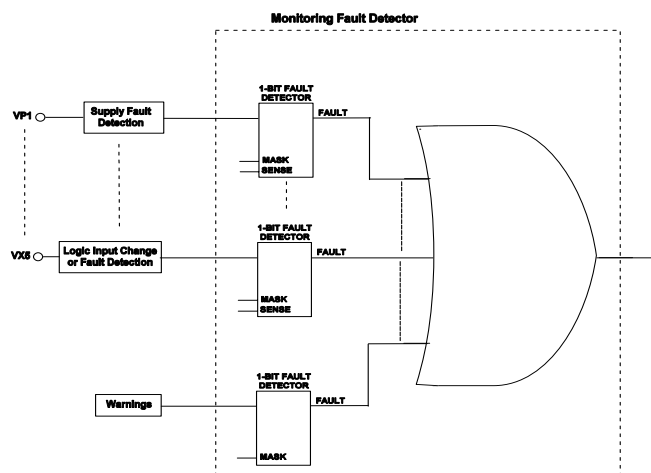 Monitoring Fault Detector
1-BIT FAULT
DETECTOR
VP1
Supply Fault
Detection
FAULT
MASK
SENSE
1-BIT FAULT
DETECTOR
VX5
Logic Input Change
or Fault Detection
FAULT
MASK
SENSE
1-BIT FAULT
DETECTOR
Warnings
FAULT
MASK